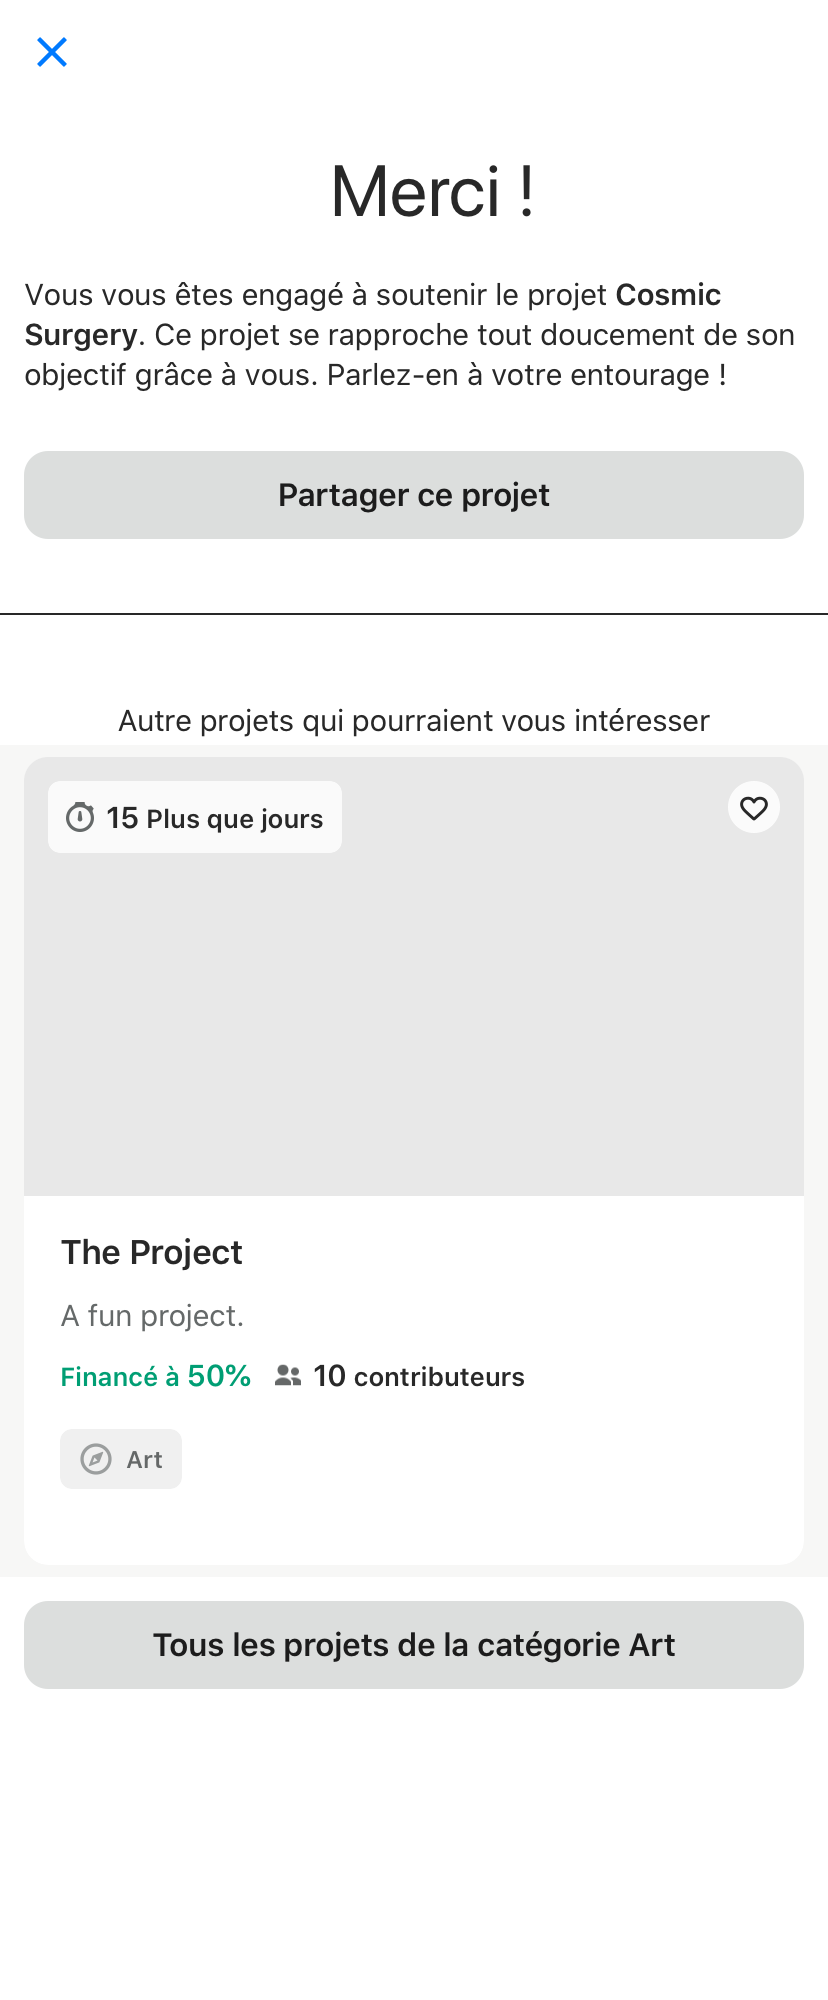 Merci !
Vous vous êtes engagé à soutenir le projet Cosmic
Surgery. Ce projet se rapproche tout doucement de son
objectif grâce à vous. Parlez-en à votre entourage !
Partager ce projet
Autre projets qui pourraient vous intéresser
15 Plus que jours
The Project
A fun project.
Financé à 50% 10 contributeurs
Art
Tous les projets de la catégorie Art